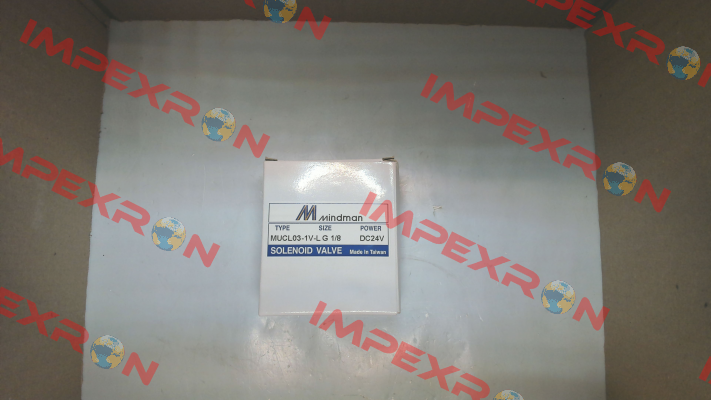 IMPEXRON
IMPEXRON
IMPEXRON
IMPEXRON
IMPEXRON
IMPEXRON
IMPEXRON
IMPEXRON
M mindman
TYPE SIZE POWER
MUCL03-1V-L G 1/8 DC24V
SOLENOID VALVE Made in Taiwan